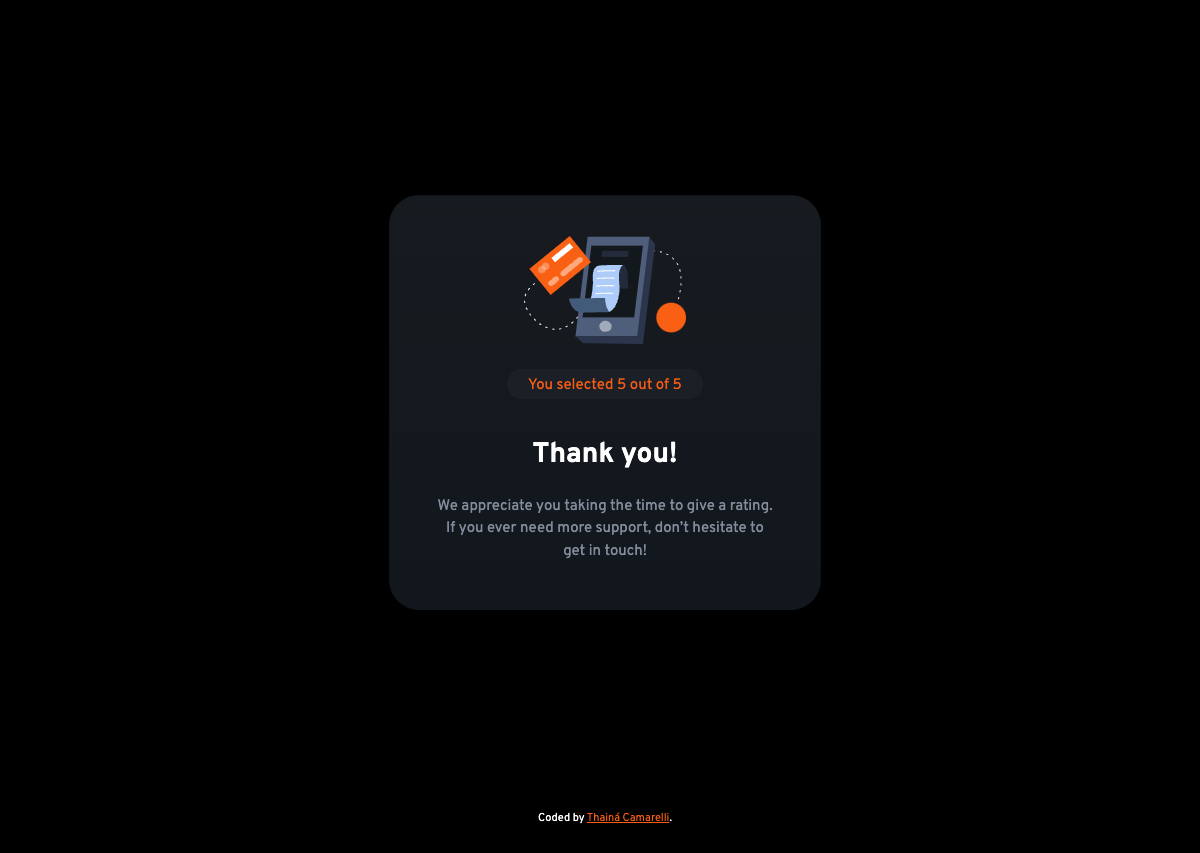 You selected 5 out of 5
Thank you!
We appreciate you taking the time to give a rating.
If you ever need more support, don’t hesitate to
get in touch!
Coded by Thainá Camarelli.